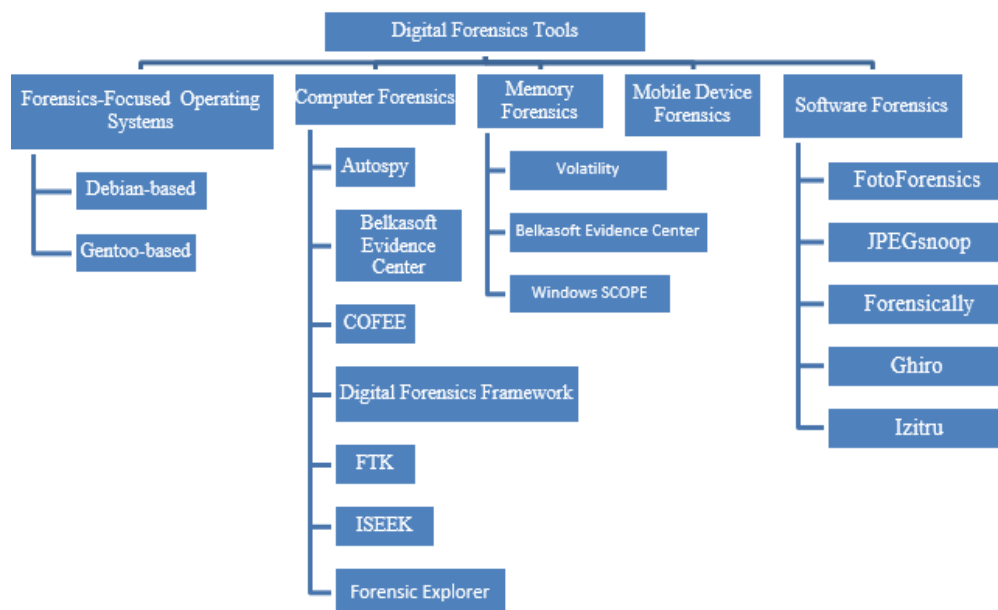 Digital Forensics Tools
Forensics-Focused Operating
Systems
Debian-based
Gentoo-based
Computer Forensics
Autospy
Belkasoft
Evidence
Center
COFEE
Digital Forensics Framework
FTK
ISEEK
Forensic Explorer
Memory
Forensics
Volatility
Belkasoft Evidence Center
Windows SCOPE
Mobile Device
Forensics
Software Forensics
FotoForensics
JPEGsnoop
Forensically
Ghiro
Izitru